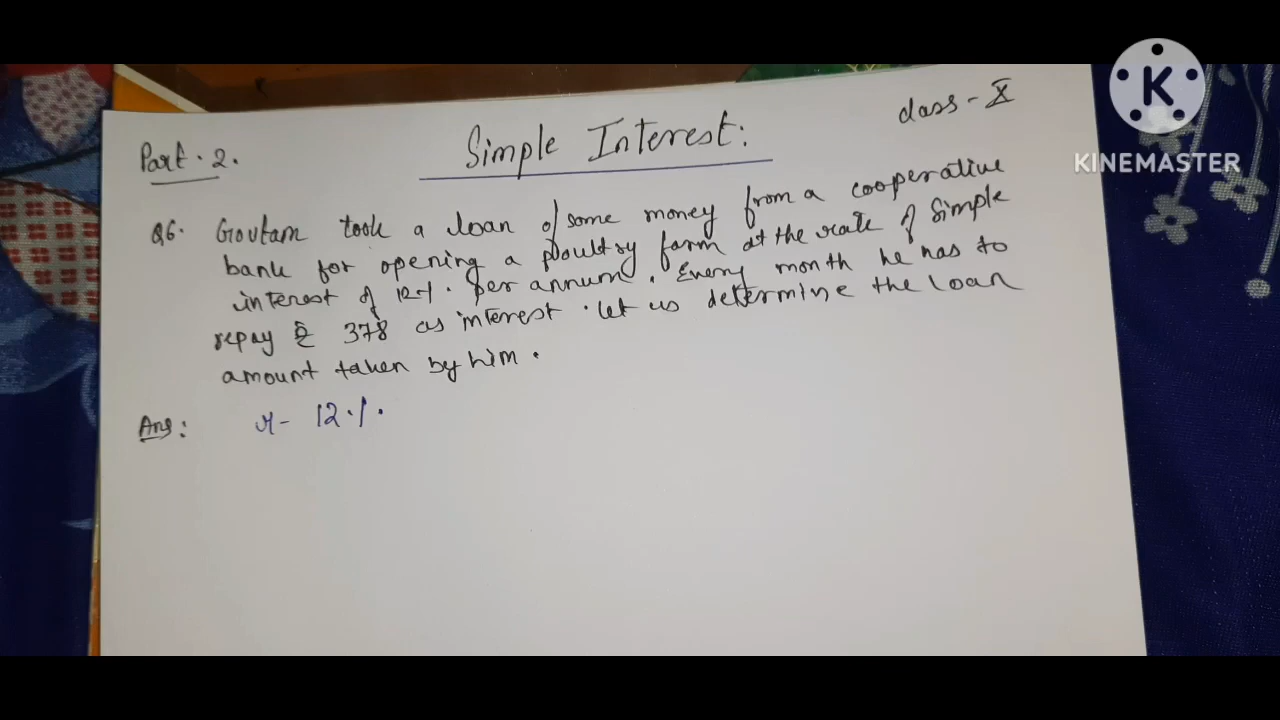 Part. 2.
Simple Interest:
class - X
Q6. Goutam took a loan of some money from a cooperative
bank for opening a poultry farm at the rate of Simple
interest of 12%. per annum. Every month he has to
repay ₹ 378 as interest. let us determine the loan
amount taken by him.
Ans: r- 12%.
K
KINEMASTER